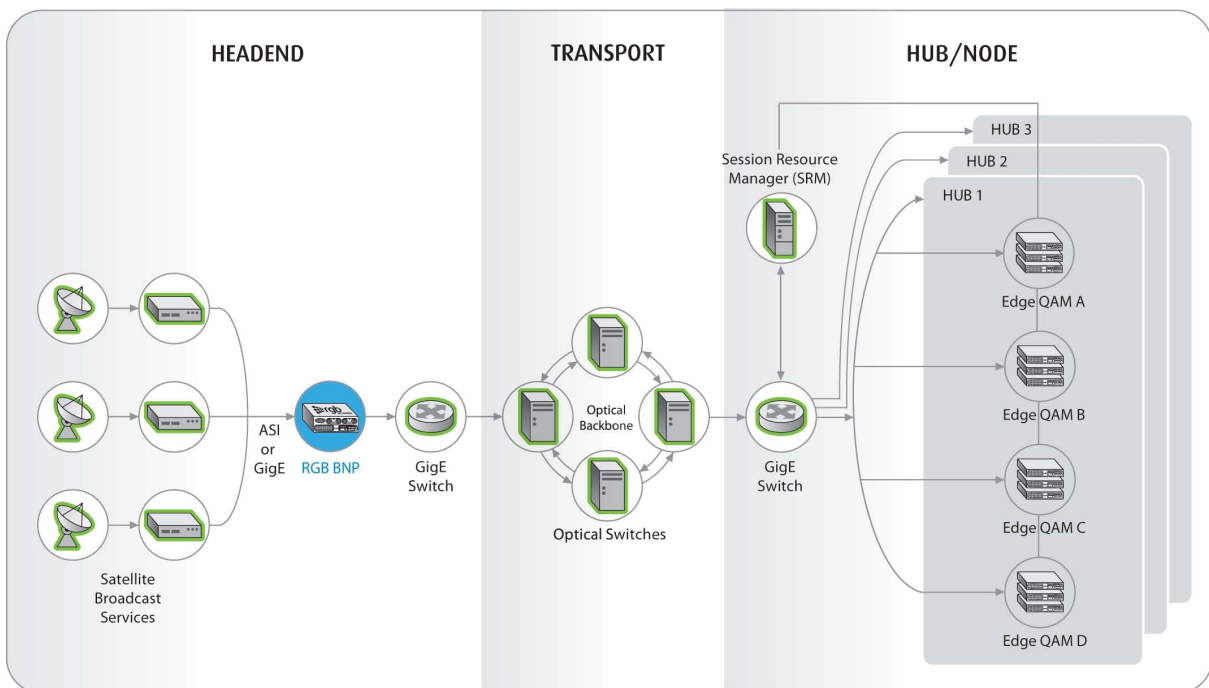 HEADEND
TRANSPORT
HUB/NODE
HUB 3
HUB 2
HUB 1
Session Resource
Manager (SRM)
Edge QAM A
Edge QAM B
Edge QAM C
Edge QAM D
rgb
ASI
or
GigE
RGB BNP
GigE
Switch
Optical
Backbone
Optical Switches
GigE
Switch
Satellite
Broadcast
Services